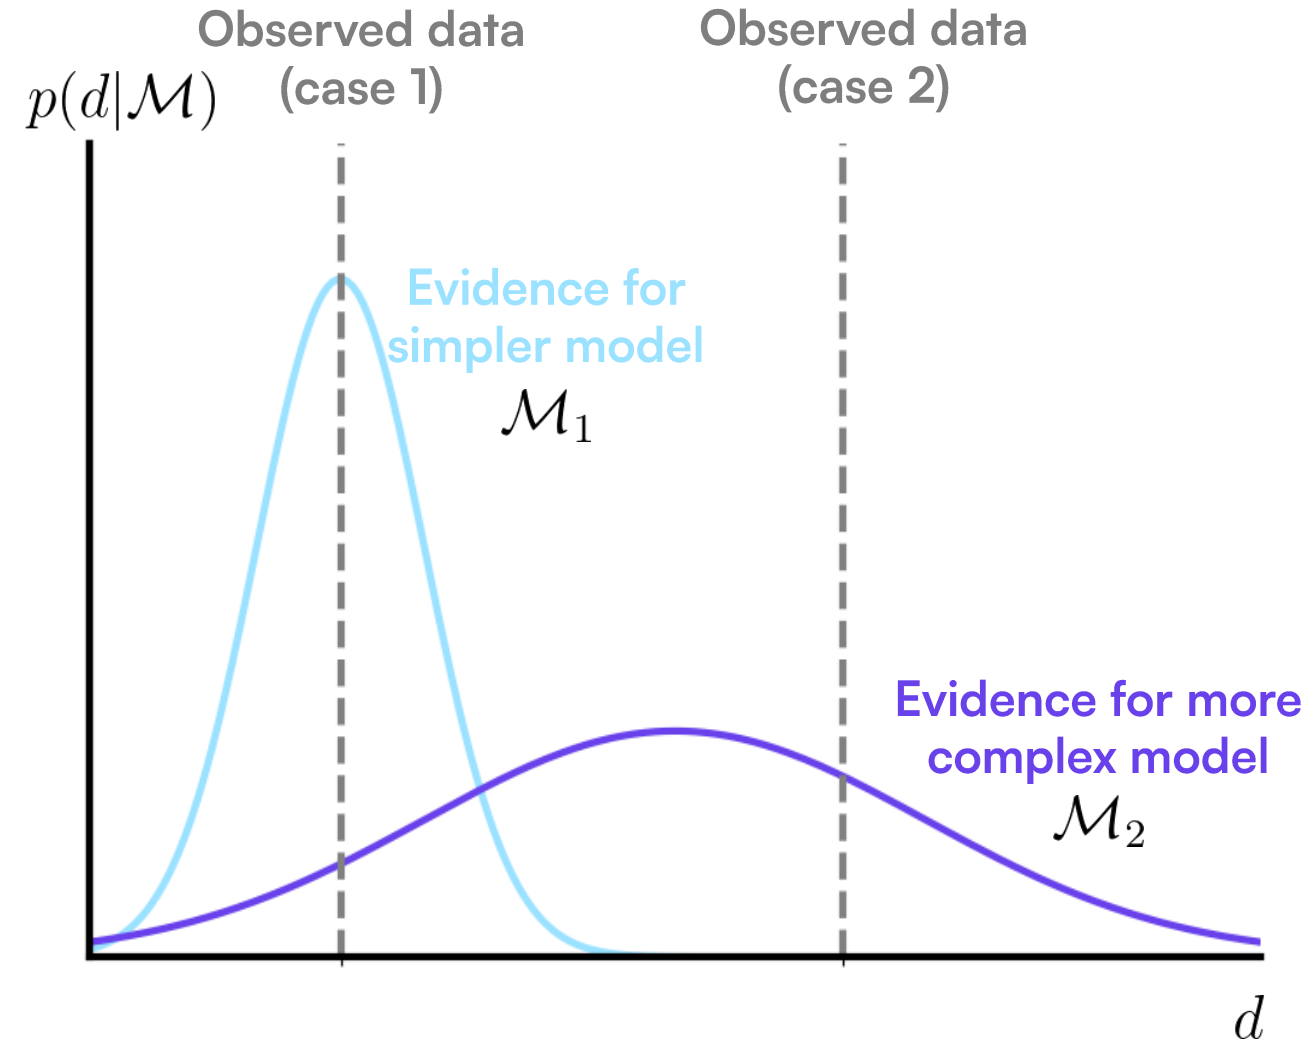 Observed data
(case 1)
Observed data
(case 2)
p(d|ℳ)
Evidence for
simpler model
ℳ₁
Evidence for more
complex model
ℳ₂
d